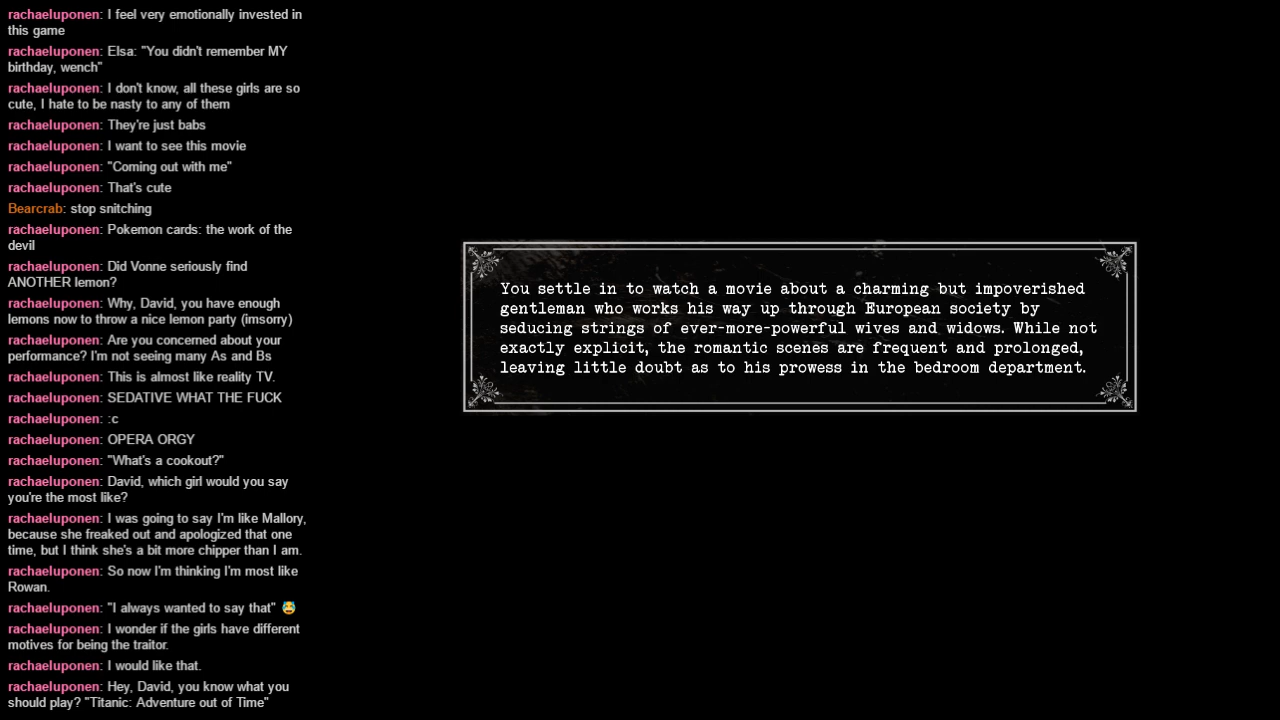 rachaeluponen: I feel very emotionally invested in
this game
rachaeluponen: Elsa: "You didn't remember MY
birthday, wench"
rachaeluponen: I don't know, all these girls are so
cute, I hate to be nasty to any of them
rachaeluponen: They're just babs
rachaeluponen: I want to see this movie
rachaeluponen: "Coming out with me"
rachaeluponen: That's cute
Bearcrab: stop snitching
rachaeluponen: Pokemon cards: the work of the
devil
rachaeluponen: Did Vonne seriously find
ANOTHER lemon?
rachaeluponen: Why, David, you have enough
lemons now to throw a nice lemon party (imsorry)
rachaeluponen: Are you concerned about your
performance? I'm not seeing many As and Bs
rachaeluponen: This is almost like reality TV.
rachaeluponen: SEDATIVE WHAT THE FUCK
rachaeluponen: :c
rachaeluponen: OPERA ORGY
rachaeluponen: "What's a cookout?"
rachaeluponen: David, which girl would you say
you're the most like?
rachaeluponen: I was going to say I'm like Mallory,
because she freaked out and apologized that one
time, but I think she's a bit more chipper than I am.
rachaeluponen: So now I'm thinking I'm most like
Rowan.
rachaeluponen: "I always wanted to say that" 😰
rachaeluponen: I wonder if the girls have different
motives for being the traitor.
rachaeluponen: I would like that.
rachaeluponen: Hey, David, you know what you
should play? "Titanic: Adventure out of Time"
You settle in to watch a movie about a charming but impoverished
gentleman who works his way up through European society by
seducing strings of ever-more-powerful wives and widows. While not
exactly explicit, the romantic scenes are frequent and prolonged,
leaving little doubt as to his prowess in the bedroom department.